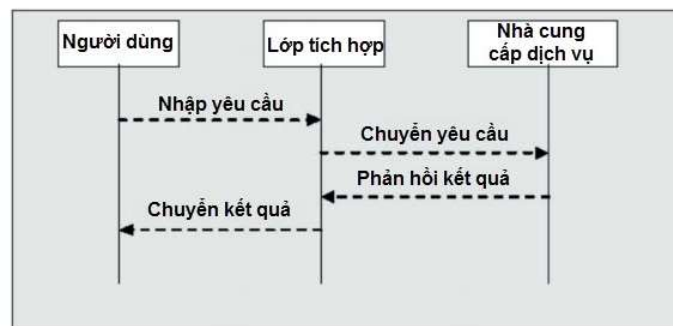 Người dùng
Lớp tích hợp
Nhà cung
cấp dịch vụ
Nhập yêu cầu
Chuyển yêu cầu
Phản hồi kết quả
Chuyển kết quả